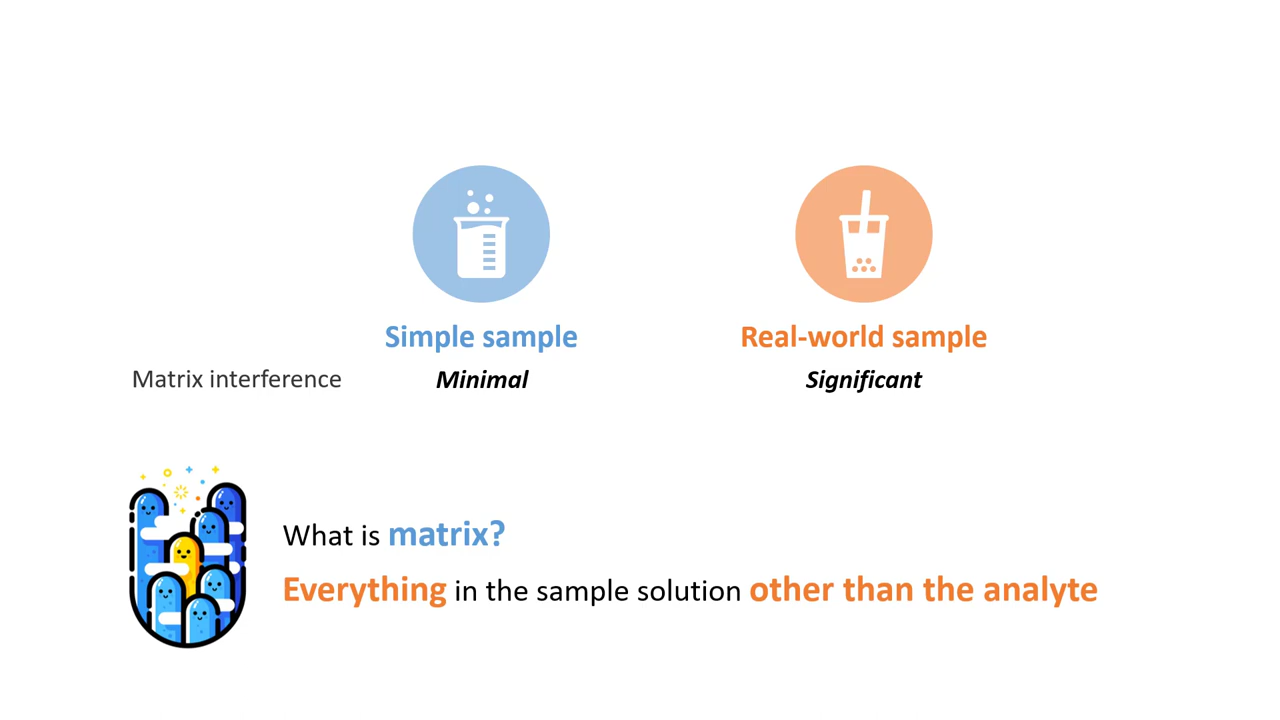 Simple sample
Real-world sample
Matrix interference
Minimal
Significant
What is matrix?
Everything in the sample solution other than the analyte